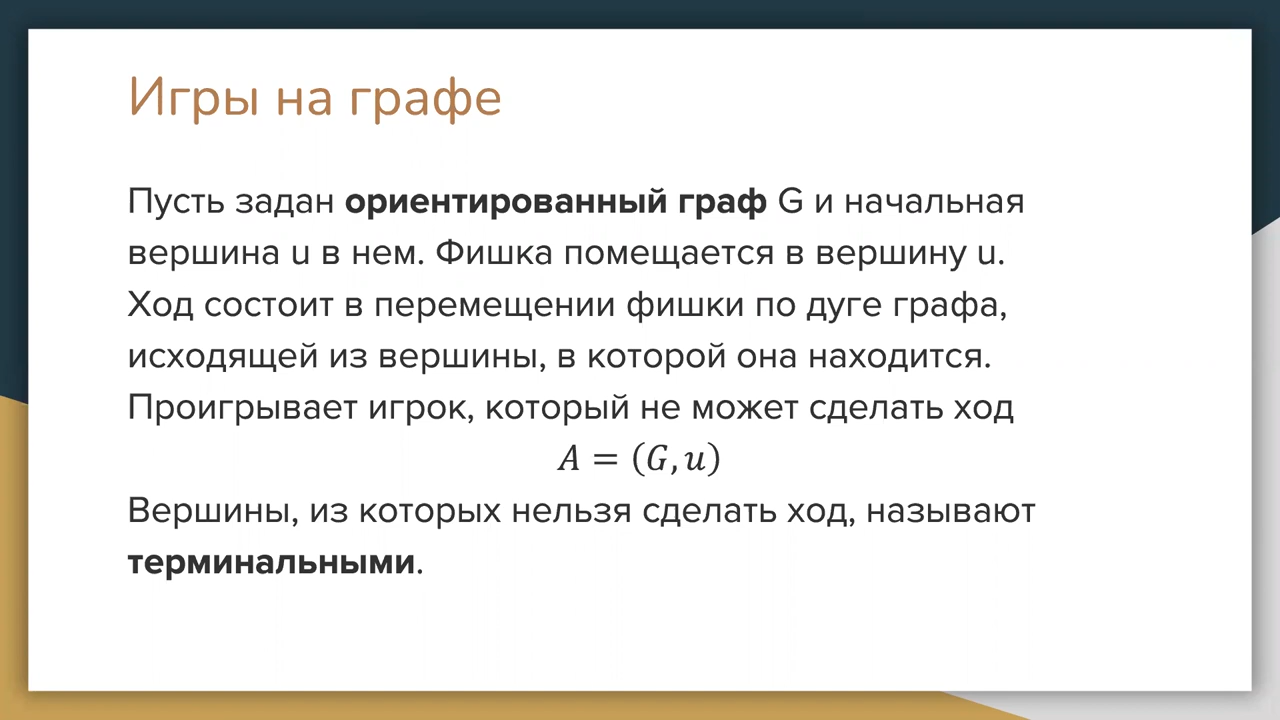 Игры на графе
Пусть задан ориентированный граф G и начальная
вершина u в нем. Фишка помещается в вершину u.
Ход состоит в перемещении фишки по дуге графа,
исходящей из вершины, в которой она находится.
Проигрывает игрок, который не может сделать ход
A = (G, u)
Вершины, из которых нельзя сделать ход, называют
терминальными.